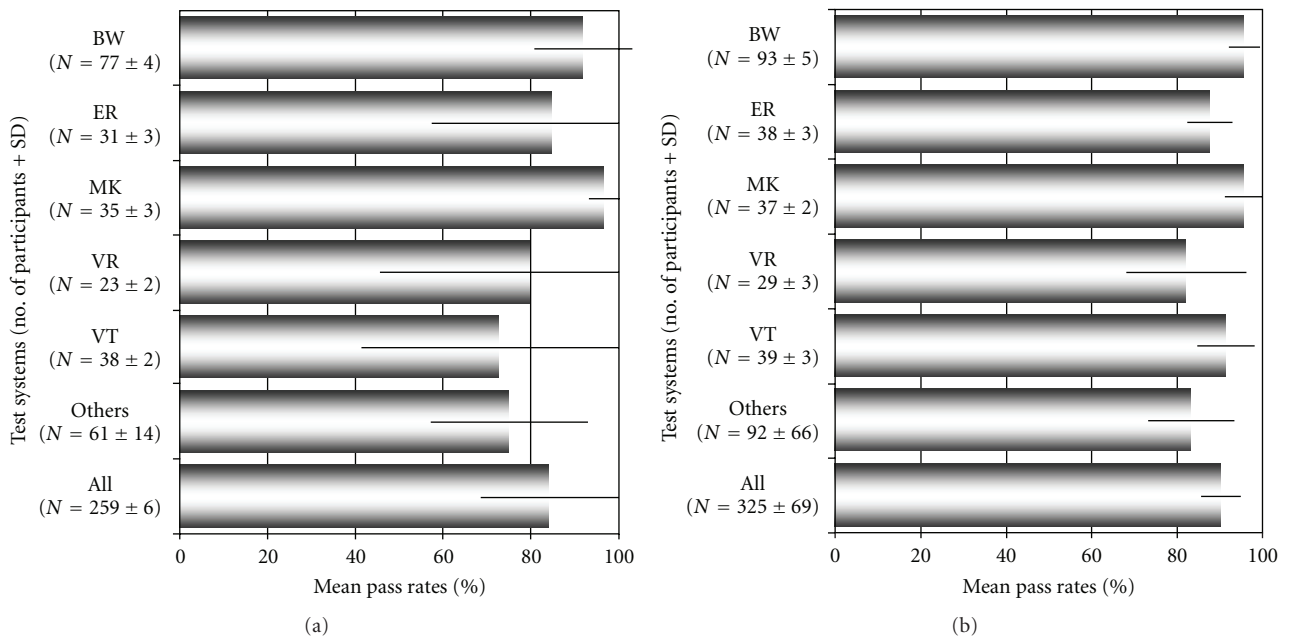 Test systems (no. of participants + SD)
BW
(N = 77 ± 4)
ER
(N = 31 ± 3)
MK
(N = 35 ± 3)
VR
(N = 23 ± 2)
VT
(N = 38 ± 2)
Others
(N = 61 ± 14)
All
(N = 259 ± 6)
0 20 40 60 80 100
Mean pass rates (%)
(a)
Test systems (no. of participants + SD)
BW
(N = 93 ± 5)
ER
(N = 38 ± 3)
MK
(N = 37 ± 2)
VR
(N = 29 ± 3)
VT
(N = 39 ± 3)
Others
(N = 92 ± 66)
All
(N = 325 ± 69)
0 20 40 60 80 100
Mean pass rates (%)
(b)